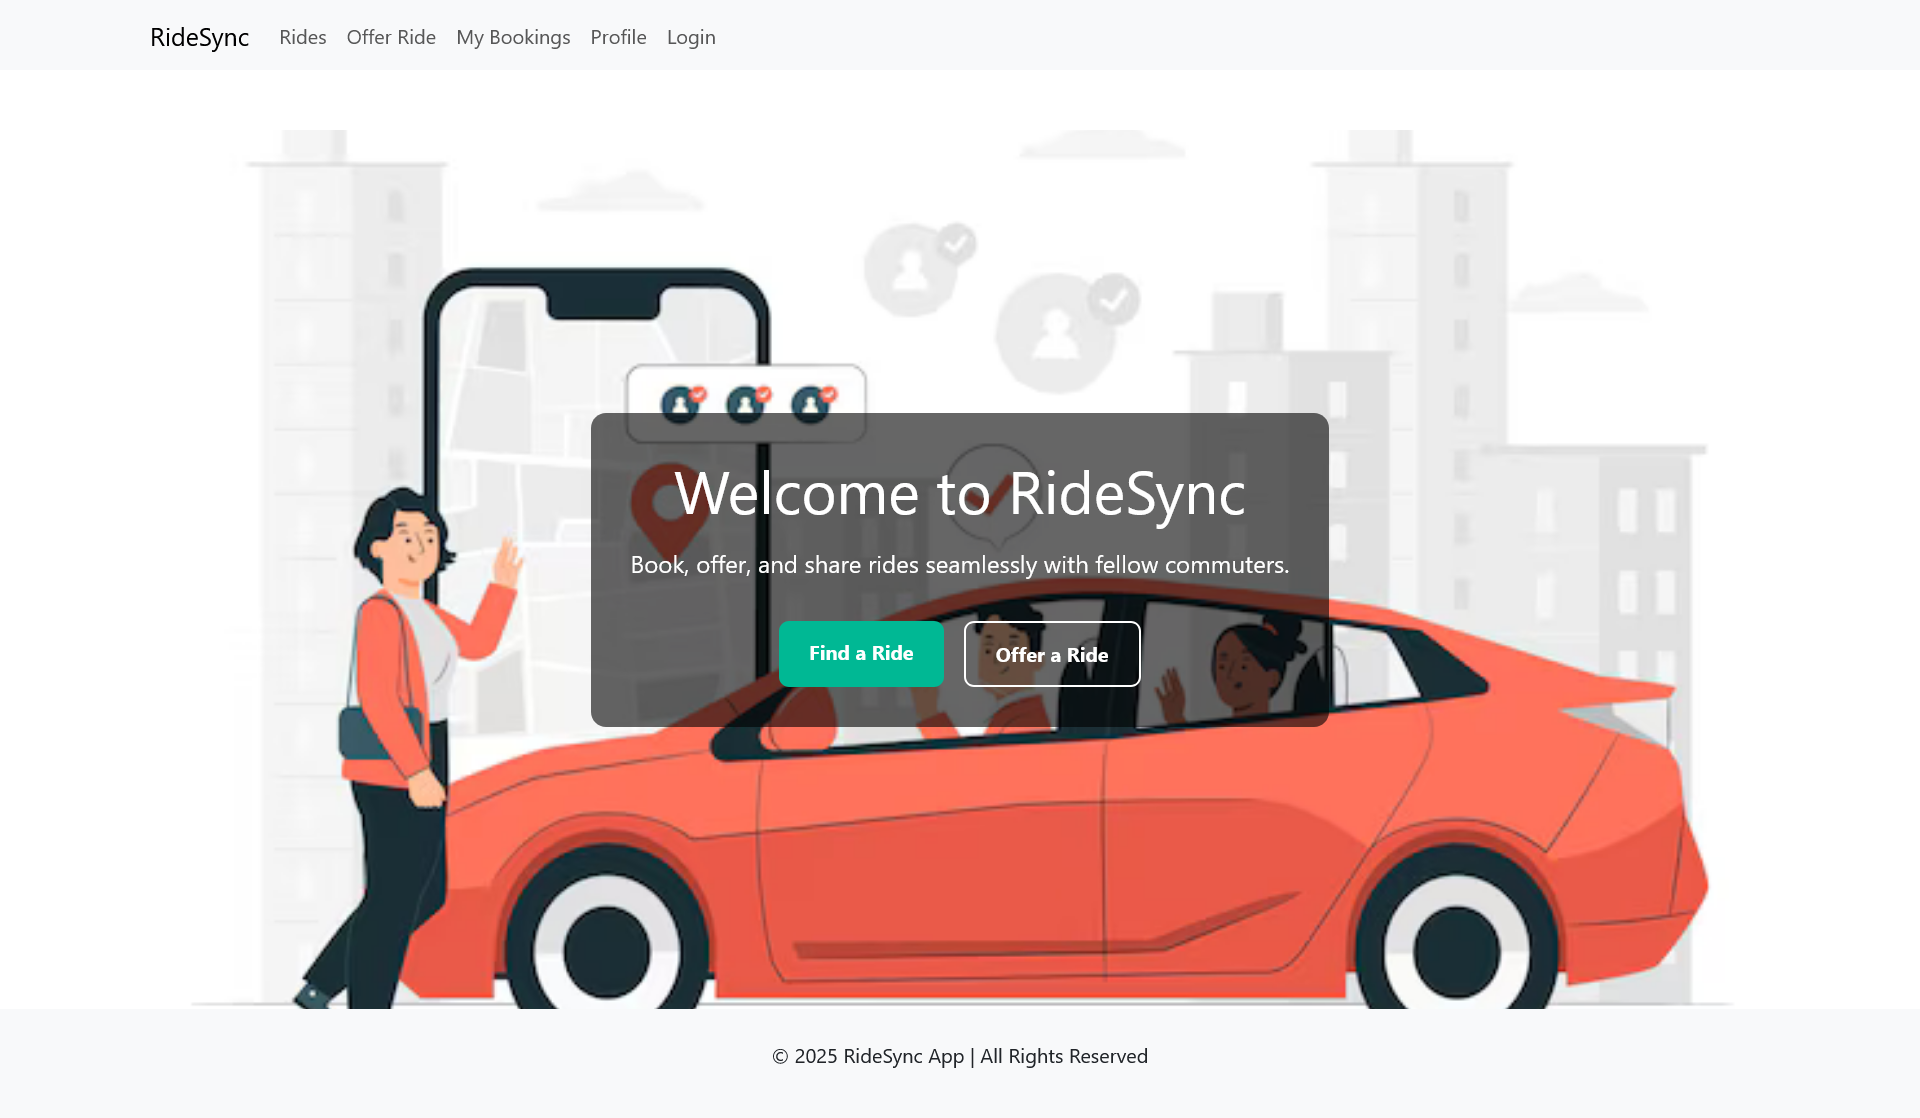 RideSync Rides Offer Ride My Bookings Profile Login
Welcome to RideSync
Book, offer, and share rides seamlessly with fellow commuters.
Find a Ride Offer a Ride
© 2025 RideSync App | All Rights Reserved